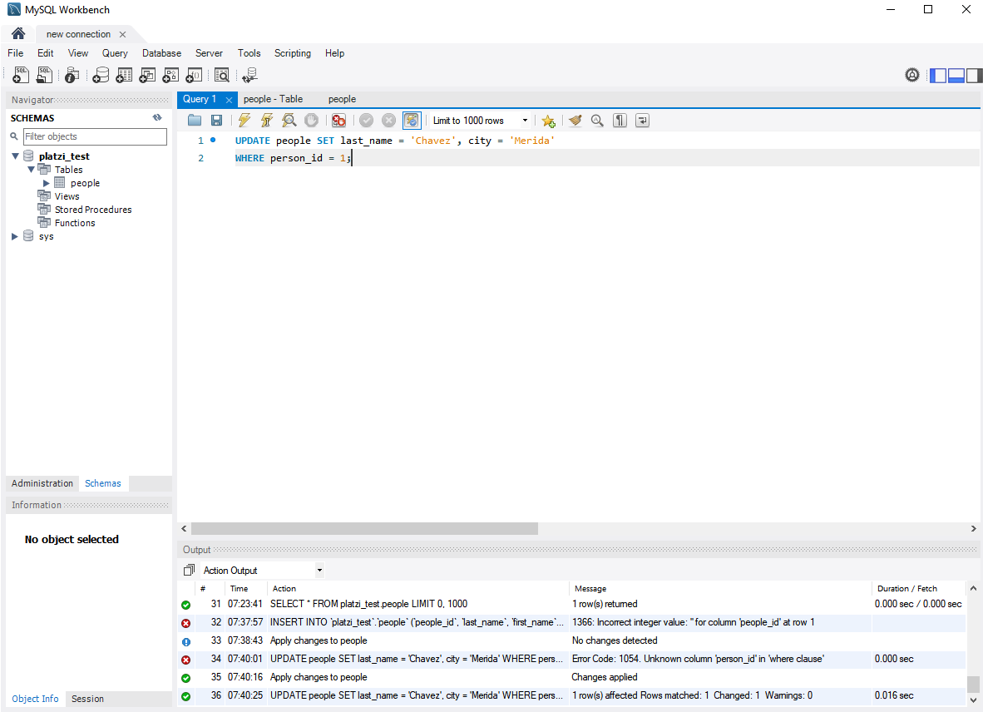 MySQL Workbench
new connection
File Edit View Query Database Server Tools Scripting Help
Navigator
SCHEMAS
Filter objects
platzi_test
Tables
people
Views
Stored Procedures
Functions
sys
Administration Schemas
Information
No object selected
Object Info Session
Query 1 people - Table people
Limit to 1000 rows
1 UPDATE people SET last_name = 'Chavez', city = 'Merida'
2 WHERE person_id = 1;
Output
Action Output
# Time Action Message Duration / Fetch
31 07:23:41 SELECT * FROM platzi_test.people LIMIT 0, 1000 1 row(s) returned 0.000 sec / 0.000 sec
32 07:37:57 INSERT INTO `platzi_test`.`people` (`people_id`, `last_name`, `first_name`... 1366: Incorrect integer value: '' for column 'people_id' at row 1
33 07:38:43 Apply changes to people No changes detected
34 07:40:01 UPDATE people SET last_name = 'Chavez', city = 'Merida' WHERE pers... Error Code: 1054. Unknown column 'person_id' in 'where clause' 0.000 sec
35 07:40:16 Apply changes to people Changes applied
36 07:40:25 UPDATE people SET last_name = 'Chavez', city = 'Merida' WHERE pers... 1 row(s) affected Rows matched: 1 Changed: 1 Warnings: 0 0.016 sec